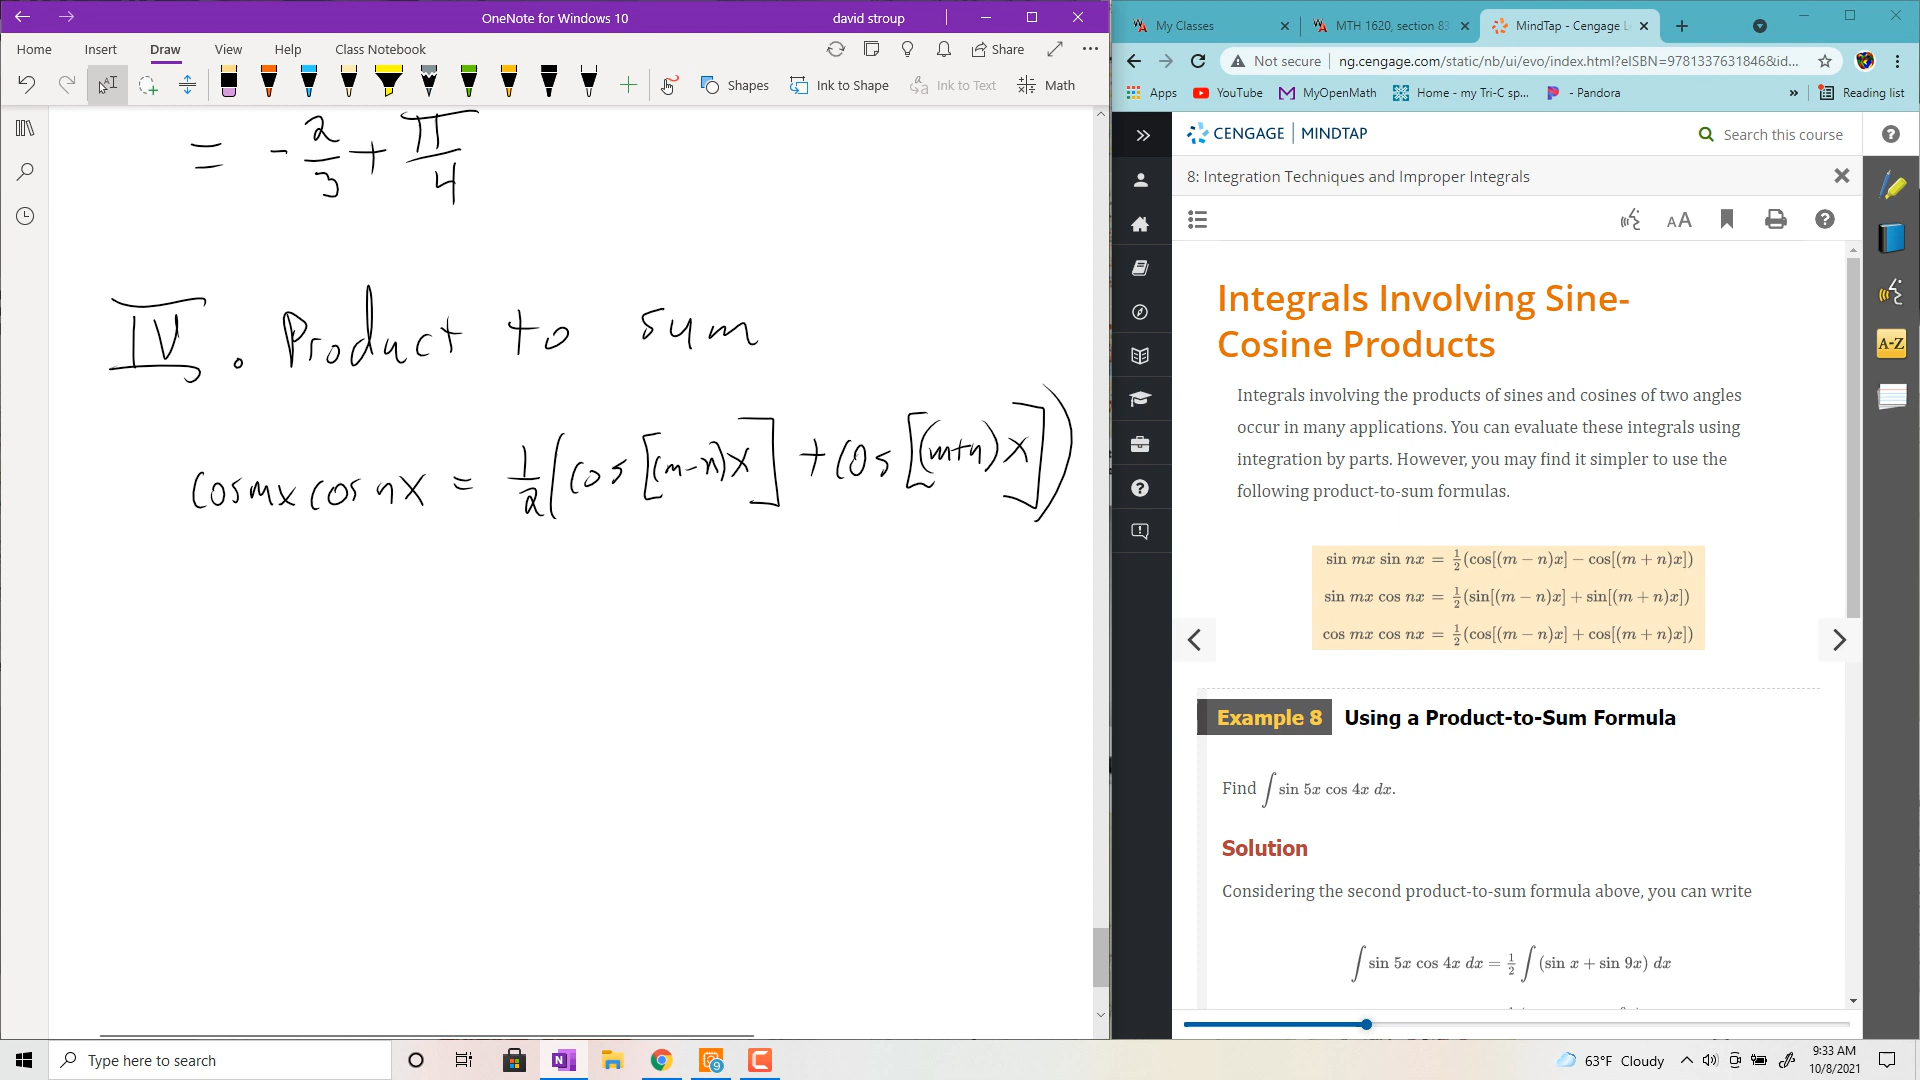 OneNote for Windows 10
david stroup
Home Insert Draw View Help Class Notebook
Share
Shapes Ink to Shape Ink to Text Math
= -2/3 + π/4
IV. Product to sum
cosmx cos nx = 1/2(cos[(m-n)x] + cos[(m+n)x])
My Classes
MTH 1620, section 83
MindTap - Cengage L
Not secure ng.cengage.com/static/nb/ui/evo/index.html?eISBN=9781337631846&id...
Apps YouTube MyOpenMath Home - my Tri-C sp... - Pandora » Reading list
CENGAGE | MINDTAP
Search this course
8: Integration Techniques and Improper Integrals
AA
A-Z
Integrals Involving Sine-
Cosine Products
Integrals involving the products of sines and cosines of two angles
occur in many applications. You can evaluate these integrals using
integration by parts. However, you may find it simpler to use the
following product-to-sum formulas.
sin mx sin nx = 1/2(cos[(m − n)x] − cos[(m + n)x])
sin mx cos nx = 1/2(sin[(m − n)x] + sin[(m + n)x])
cos mx cos nx = 1/2(cos[(m − n)x] + cos[(m + n)x])
Example 8 Using a Product-to-Sum Formula
Find ∫ sin 5x cos 4x dx.
Solution
Considering the second product-to-sum formula above, you can write
∫ sin 5x cos 4x dx = 1/2 ∫ (sin x + sin 9x) dx
Type here to search
63°F Cloudy
9:33 AM
10/8/2021